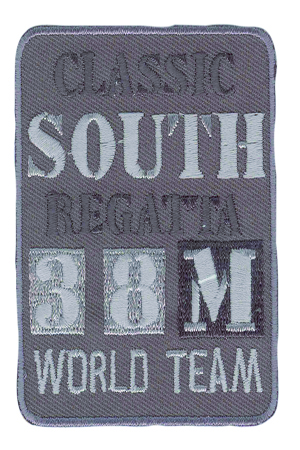 CLASSIC
SOUTH
REGATTA
38M
WORLD TEAM